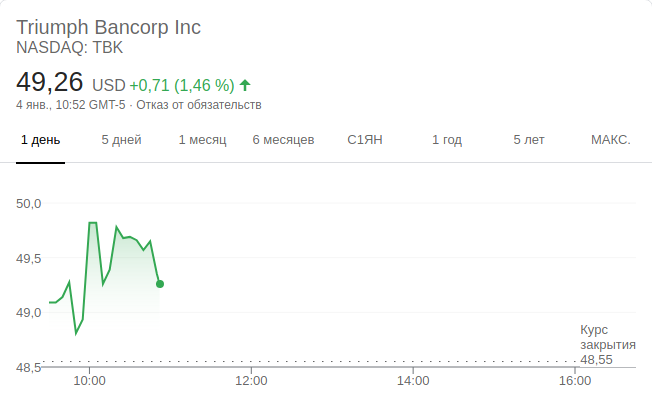 Triumph Bancorp Inc
NASDAQ: TBK
49,26 USD +0,71 (1,46 %)
4 янв., 10:52 GMT-5 · Отказ от обязательств
1 день 5 дней 1 месяц 6 месяцев С1ЯН 1 год 5 лет МАКС.
50,0
49,5
49,0
Курс
закрытия
48,55
48,5
10:00 12:00 14:00 16:00